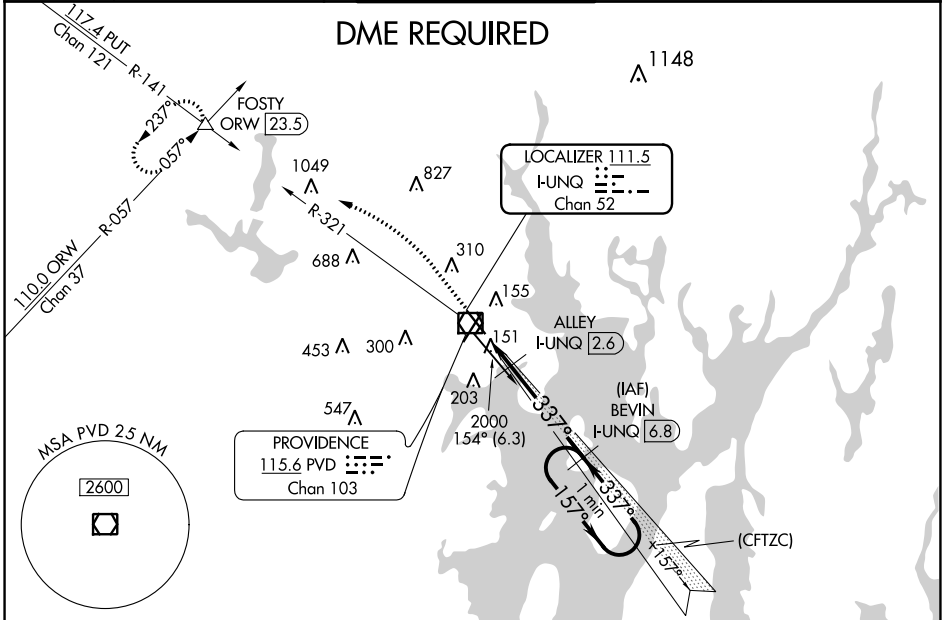 DME REQUIRED
117.4 PUT
Chan 121
R-141
1148
FOSTY
ORW 23.5
237°
057°
R-057
110.0 ORW
Chan 37
1049
827
LOCALIZER 111.5
I-UNQ
Chan 52
R-321
688
310
155
151
ALLEY
I-UNQ 2.6
453
300
203
2000
154° (6.3)
337°
(IAF)
BEVIN
I-UNQ 6.8
547
PROVIDENCE
115.6 PVD
Chan 103
MSA PVD 25 NM
2600
1 min
157°
337°
(CFTZC)
x157°